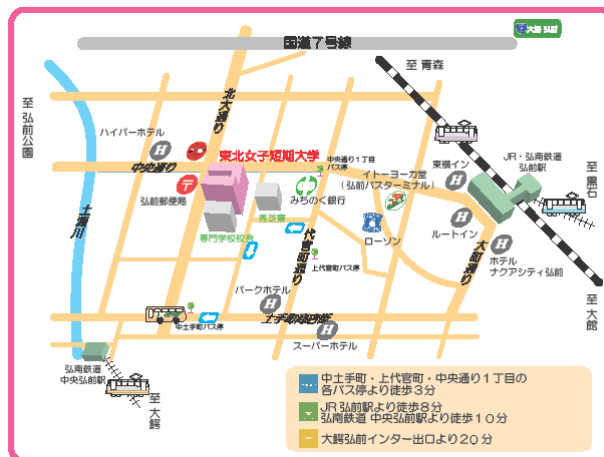 国道7号線
大鰐弘前
至 青森
至 弘前公園
北大通り
ハイパーホテル
中央通り
東北女子短期大学
中央通り1丁目
バス停
イトーヨーカ堂
(弘前バスターミナル)
東横イン
JR・弘南鉄道
弘前駅
至 黒石
弘前郵便局
みちのく銀行
専門学校校舎
ローソン
ルートイン
土淵川
代官町通り
上代官町バス停
大町通り
ホテル
ナクアシティ弘前
パークホテル
中土手町バス停
スーパーホテル
至 大館
弘南鉄道
中央弘前駅
至 大鰐
中土手町・上代官町・中央通り1丁目の
各バス停より徒歩3分
JR弘前駅より徒歩8分
弘南鉄道 中央弘前駅より徒歩10分
大鰐弘前インター出口より20分